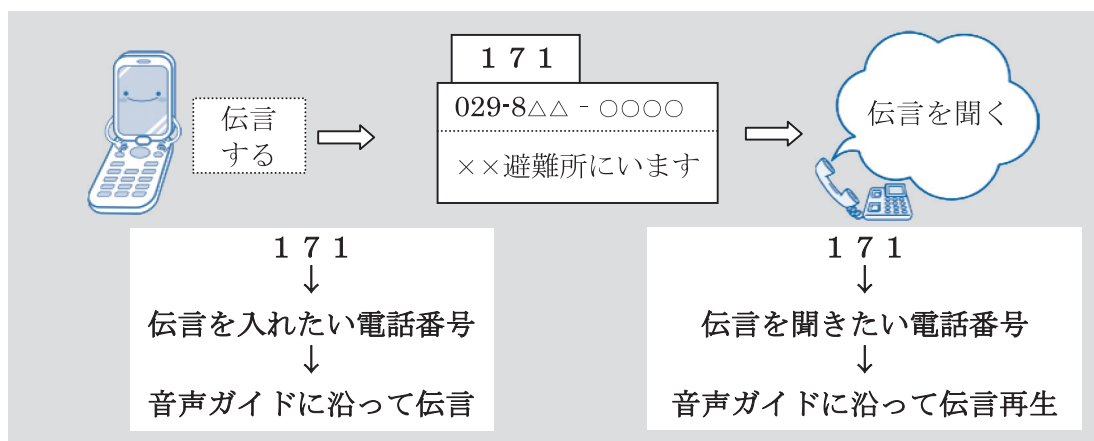 伝言
する
１７１
029-8△△ - ○○○○
××避難所にいます
伝言を聞く
１７１
↓
伝言を入れたい電話番号
↓
音声ガイドに沿って伝言
１７１
↓
伝言を聞きたい電話番号
↓
音声ガイドに沿って伝言再生